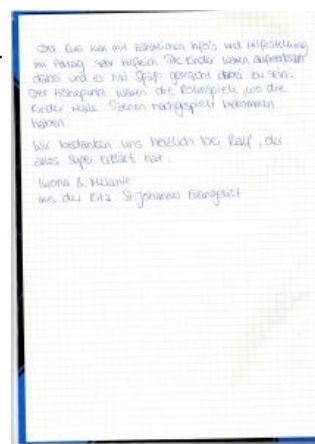 Der Kurs war mit zahlreichen Info's und Hilfestellung
im Alltag sehr hilfreich. Die Kinder waren aufmerksam
dabei und es hat Spaß gemacht dabei zu sein.
Der Höhepunkt waren die Rollenspiele, wo die
Kinder reale Szenen nachgespielt bekommen
haben.
Wir bedanken uns herzlich bei Ralf, der
alles super erklärt hat.
Iwona & Melanie
aus der Kita St. Johannes Evangelist